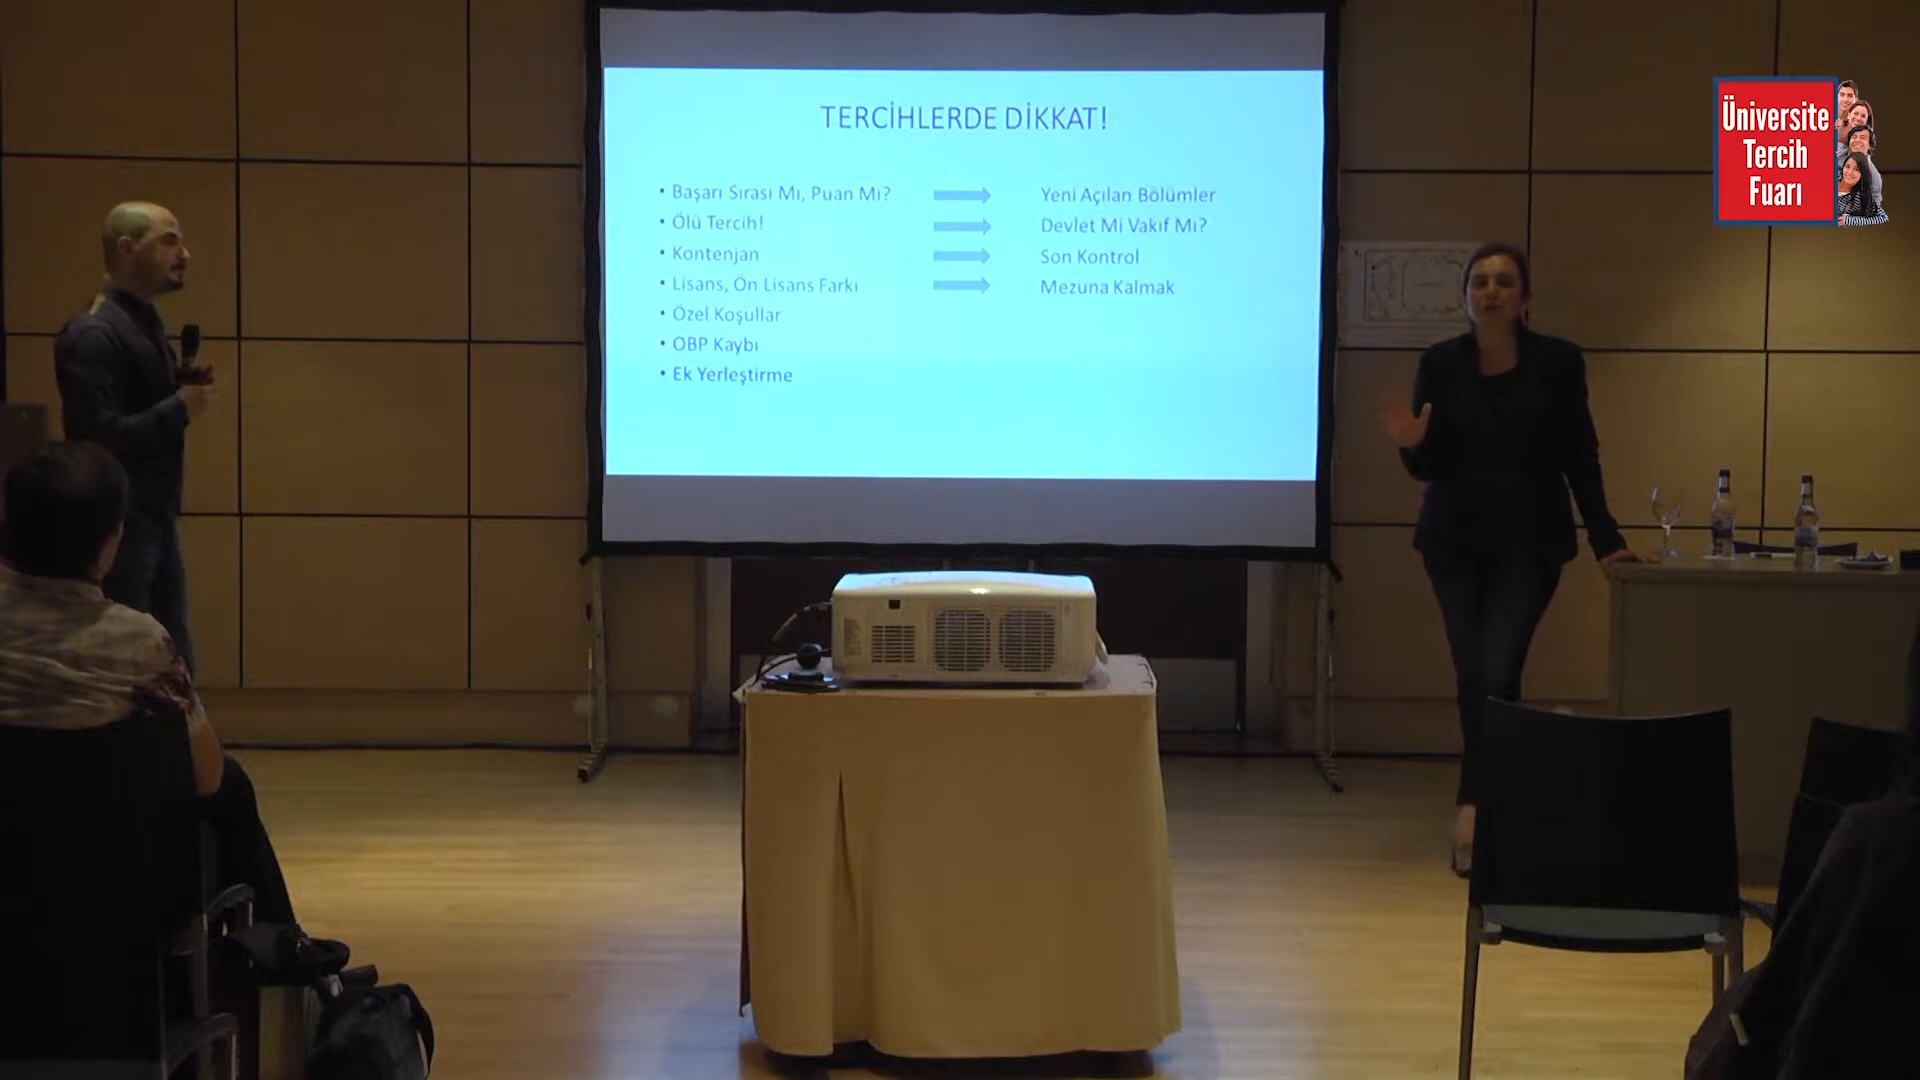 TERCİHLERDE DİKKAT!
• Başarı Sırası Mı, Puan Mı?
• Ölü Tercih!
• Kontenjan
• Lisans, Ön Lisans Farkı
• Özel Koşullar
• OBP Kaybı
• Ek Yerleştirme
Yeni Açılan Bölümler
Devlet Mi Vakıf Mı?
Son Kontrol
Mezuna Kalmak
Üniversite
Tercih
Fuarı